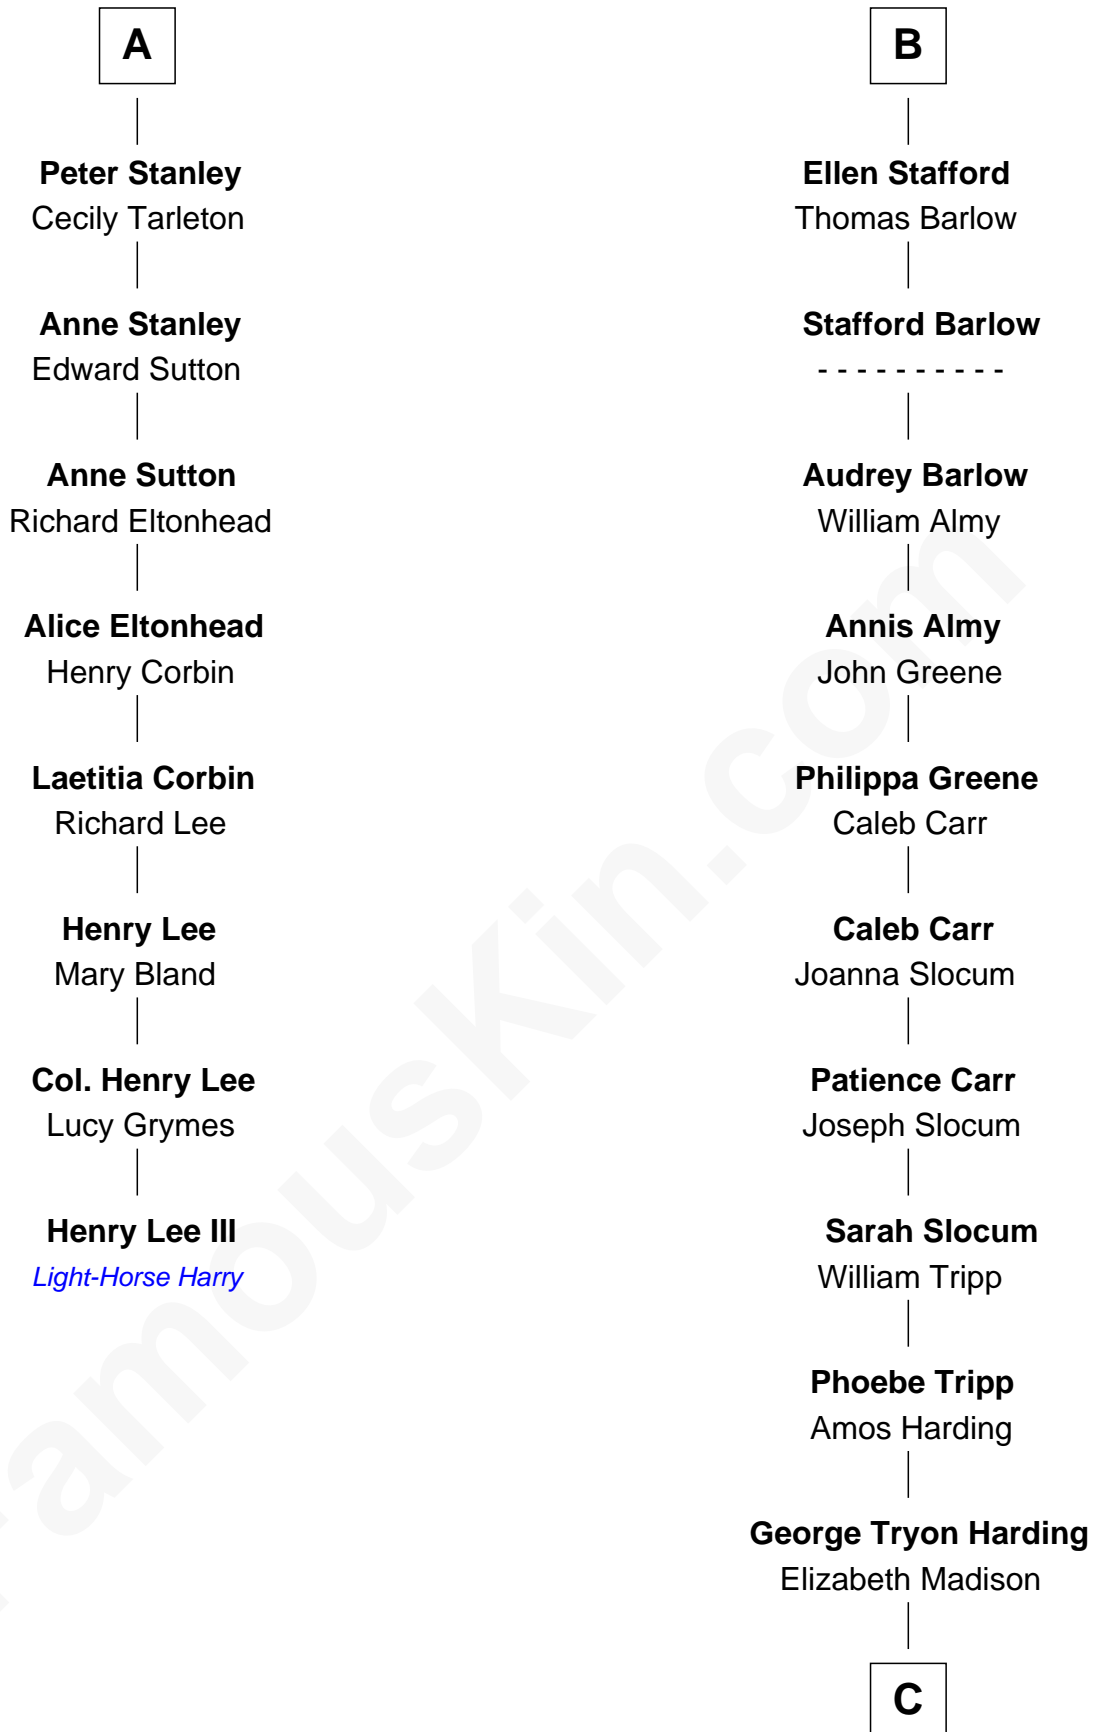 A
Peter Stanley
Cecily Tarleton
Anne Stanley
Edward Sutton
Anne Sutton
Richard Eltonhead
Alice Eltonhead
Henry Corbin
Laetitia Corbin
Richard Lee
Henry Lee
Mary Bland
Col. Henry Lee
Lucy Grymes
Henry Lee III
Light-Horse Harry
B
Ellen Stafford
Thomas Barlow
Stafford Barlow
- - - - - - - - - -
Audrey Barlow
William Almy
Annis Almy
John Greene
Philippa Greene
Caleb Carr
Caleb Carr
Joanna Slocum
Patience Carr
Joseph Slocum
Sarah Slocum
William Tripp
Phoebe Tripp
Amos Harding
George Tryon Harding
Elizabeth Madison
C
FamousKin.com